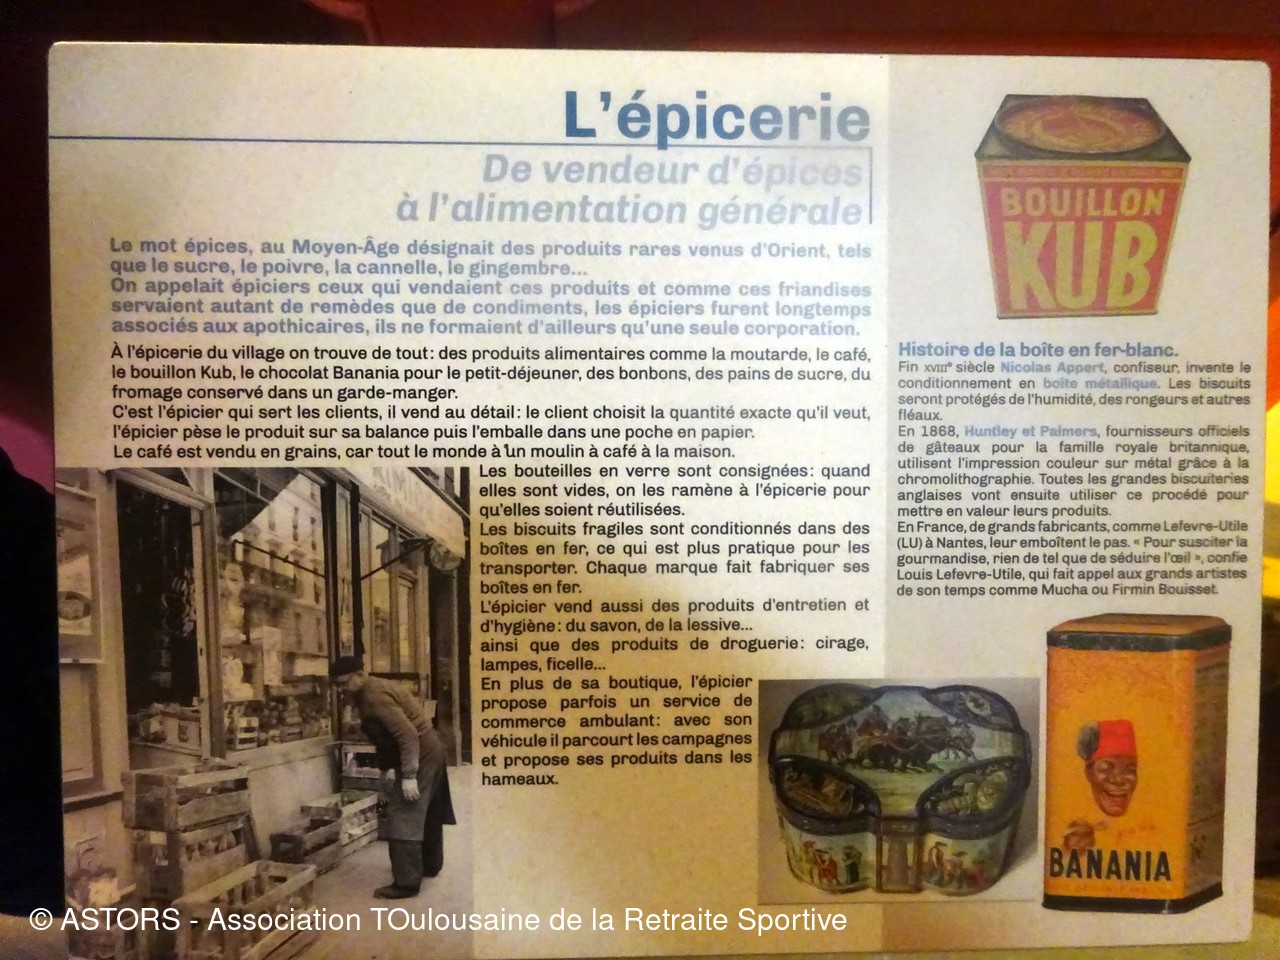 L'épicerie
De vendeur d'épices
à l'alimentation générale
Le mot épices, au Moyen-Âge désignait des produits rares venus d'Orient, tels
que le sucre, le poivre, la cannelle, le gingembre...
On appelait épiciers ceux qui vendaient ces produits et comme ces friandises
servaient autant de remèdes que de condiments, les épiciers furent longtemps
associés aux apothicaires, ils ne formaient d'ailleurs qu'une seule corporation.
À l'épicerie du village on trouve de tout : des produits alimentaires comme la moutarde, le café,
le bouillon Kub, le chocolat Banania pour le petit-déjeuner, des bonbons, des pains de sucre, du
fromage conservé dans un garde-manger.
C'est l'épicier qui sert les clients, il vend au détail : le client choisit la quantité exacte qu'il veut,
l'épicier pèse le produit sur sa balance puis l'emballe dans une poche en papier.
Le café est vendu en grains, car tout le monde à un moulin à café à la maison.
Les bouteilles en verre sont consignées : quand
elles sont vides, on les ramène à l'épicerie pour
qu'elles soient réutilisées.
Les biscuits fragiles sont conditionnés dans des
boîtes en fer, ce qui est plus pratique pour les
transporter. Chaque marque fait fabriquer ses
boîtes en fer.
L'épicier vend aussi des produits d'entretien et
d'hygiène : du savon, de la lessive...
ainsi que des produits de droguerie : cirage,
lampes, ficelle...
En plus de sa boutique, l'épicier
propose parfois un service de
commerce ambulant : avec son
véhicule il parcourt les campagnes
et propose ses produits dans les
hameaux.
BOUILLON
KUB
Histoire de la boîte en fer-blanc.
Fin XVIIIe siècle Nicolas Appert, confiseur, invente le
conditionnement en boîte métallique. Les biscuits
seront protégés de l'humidité, des rongeurs et autres
fléaux.
En 1868, Huntley et Palmers, fournisseurs officiels
de gâteaux pour la famille royale britannique,
utilisent l'impression couleur sur métal grâce à la
chromolithographie. Toutes les grandes biscuiteries
anglaises vont ensuite utiliser ce procédé pour
mettre en valeur leurs produits.
En France, de grands fabricants, comme Lefevre-Utile
(LU) à Nantes, leur emboîtent le pas. « Pour susciter la
gourmandise, rien de tel que de séduire l'œil », confie
Louis Lefevre-Utile, qui fait appel aux grands artistes
de son temps comme Mucha ou Firmin Bouisset.
BANANIA
© ASTORS - Association TOulousaine de la Retraite Sportive